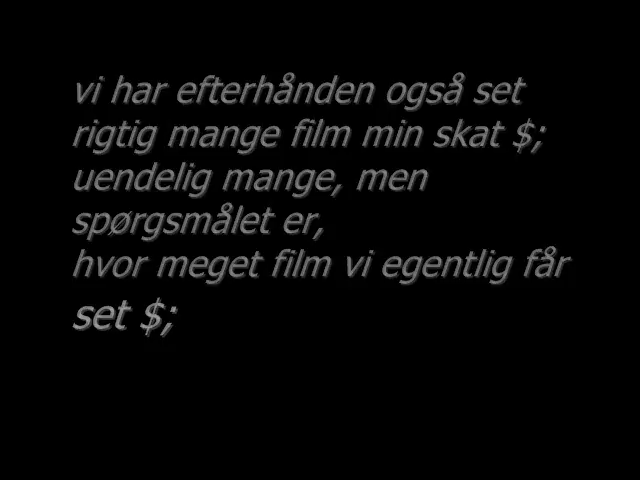 vi har efterhånden også set
rigtig mange film min skat $;
uendelig mange, men
spørgsmålet er,
hvor meget film vi egentlig får
set $;